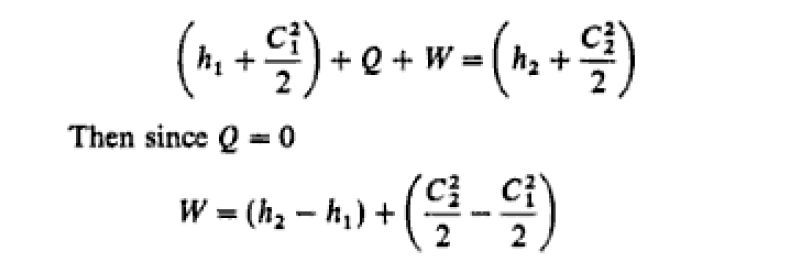 (h₁ + C₁²/2) + Q + W = (h₂ + C₂²/2)
Then since Q = 0
W = (h₂ − h₁) + (C₂²/2 − C₁²/2)